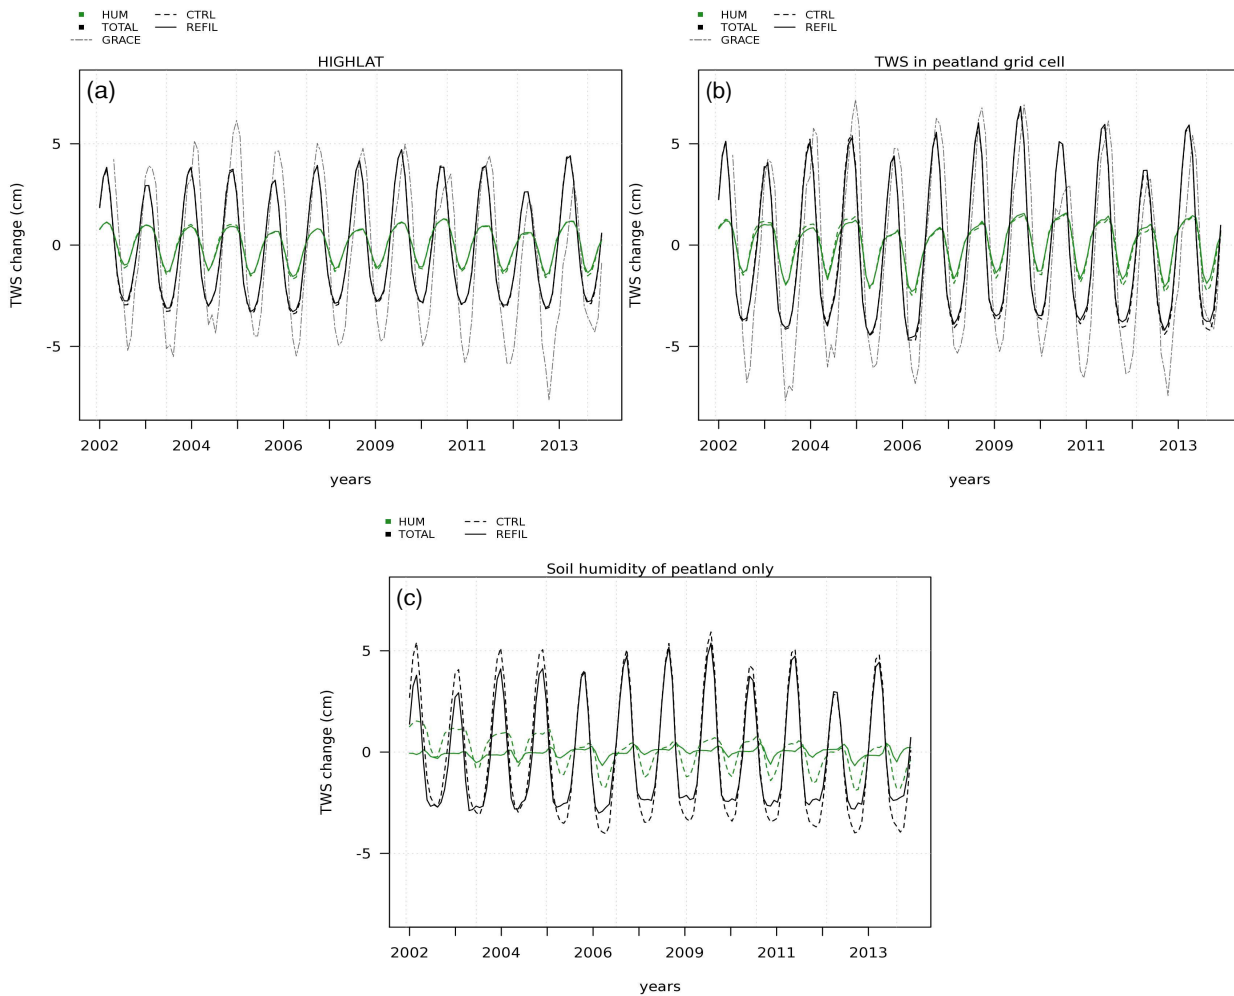 HUM CTRL
TOTAL REFIL
GRACE
HIGHLAT
(a)
TWS change (cm)
5
0
-5
2002 2004 2006 2009 2011 2013
years
HUM CTRL
TOTAL REFIL
GRACE
TWS in peatland grid cell
(b)
TWS change (cm)
5
0
-5
2002 2004 2006 2009 2011 2013
years
HUM CTRL
TOTAL REFIL
Soil humidity of peatland only
(c)
TWS change (cm)
5
0
-5
2002 2004 2006 2009 2011 2013
years